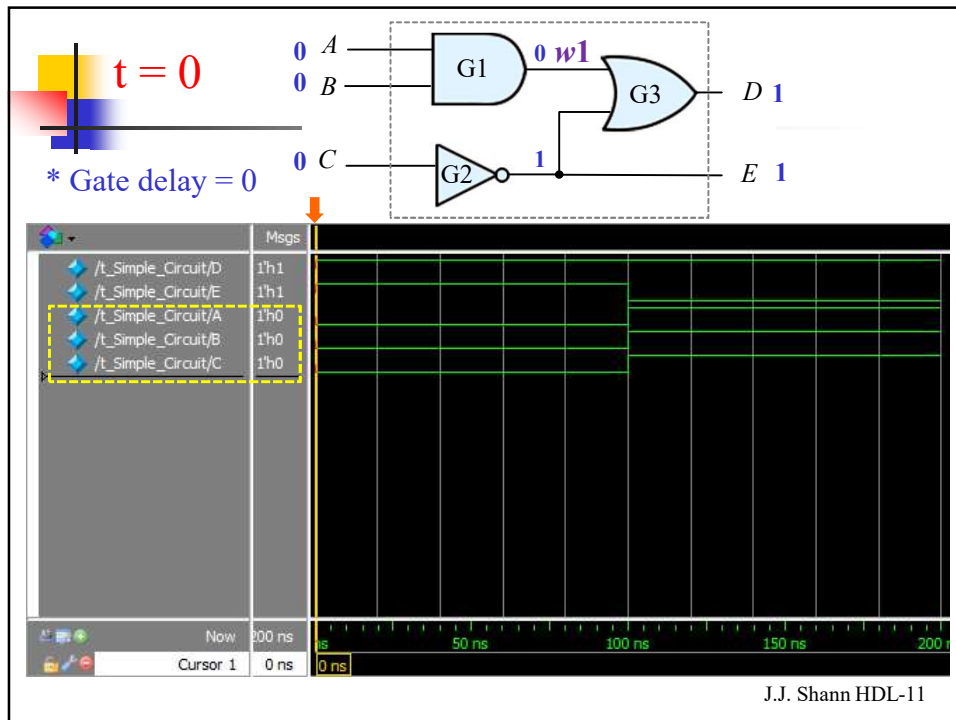 t = 0
* Gate delay = 0
0 A
0 B
0 C
G1
0 w1
G3
D 1
G2
1
E 1
Msgs
/t_Simple_Circuit/D 1'h1
/t_Simple_Circuit/E 1'h1
/t_Simple_Circuit/A 1'h0
/t_Simple_Circuit/B 1'h0
/t_Simple_Circuit/C 1'h0
Now 200 ns
ns 50 ns 100 ns 150 ns 200
Cursor 1 0 ns 0 ns
J.J. Shann HDL-11